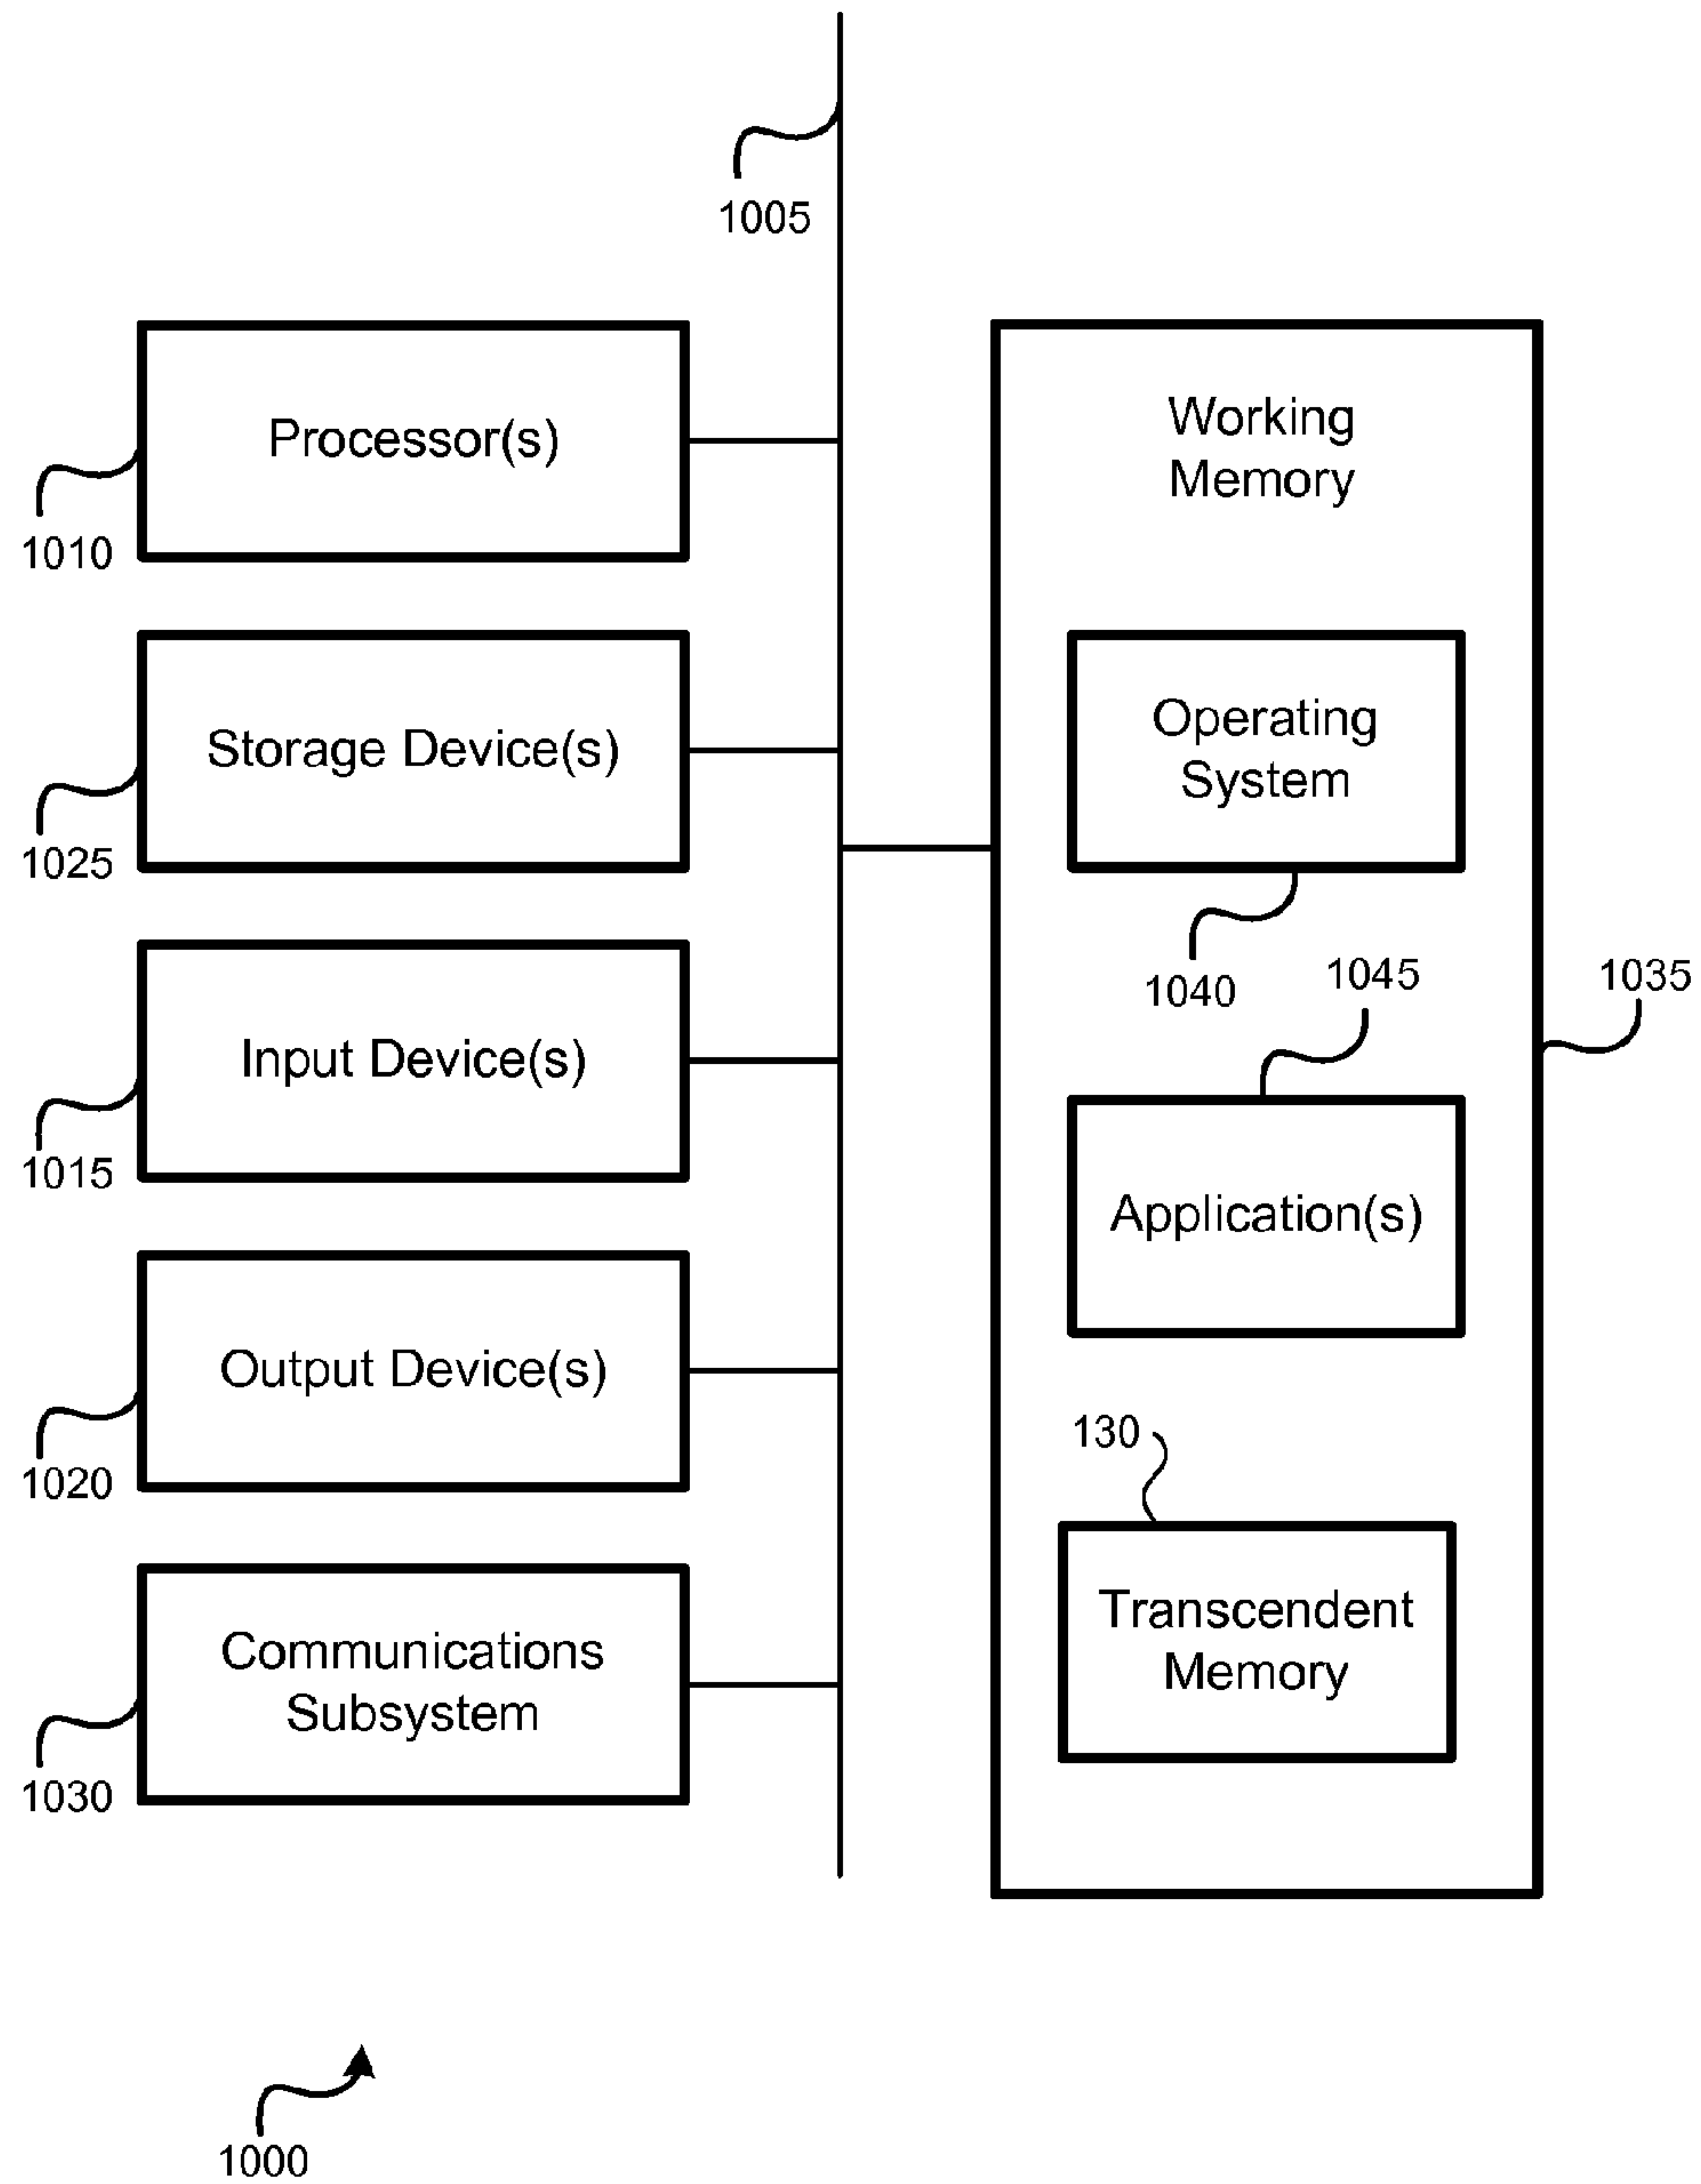 1005
Processor(s)
1010
Storage Device(s)
1025
Input Device(s)
1015
Output Device(s)
1020
Communications
Subsystem
1030
Working
Memory
Operating
System
1040
1045
1035
Application(s)
130
Transcendent
Memory
1000